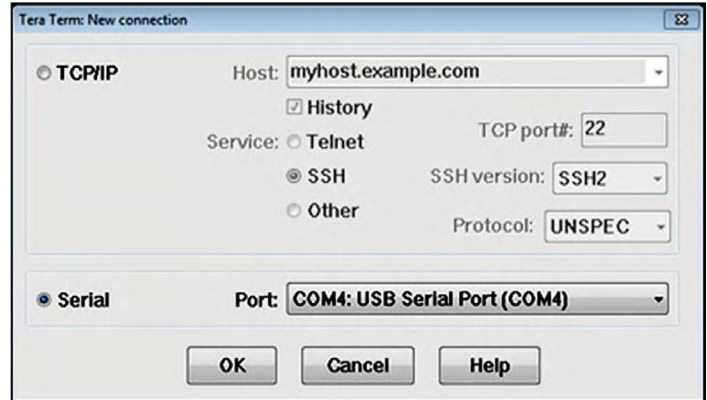 Tera Term: New connection
TCP/IP Host: myhost.example.com
History
Service: Telnet TCP port#: 22
SSH SSH version: SSH2
Other Protocol: UNSPEC
Serial Port: COM4: USB Serial Port (COM4)
OK Cancel Help